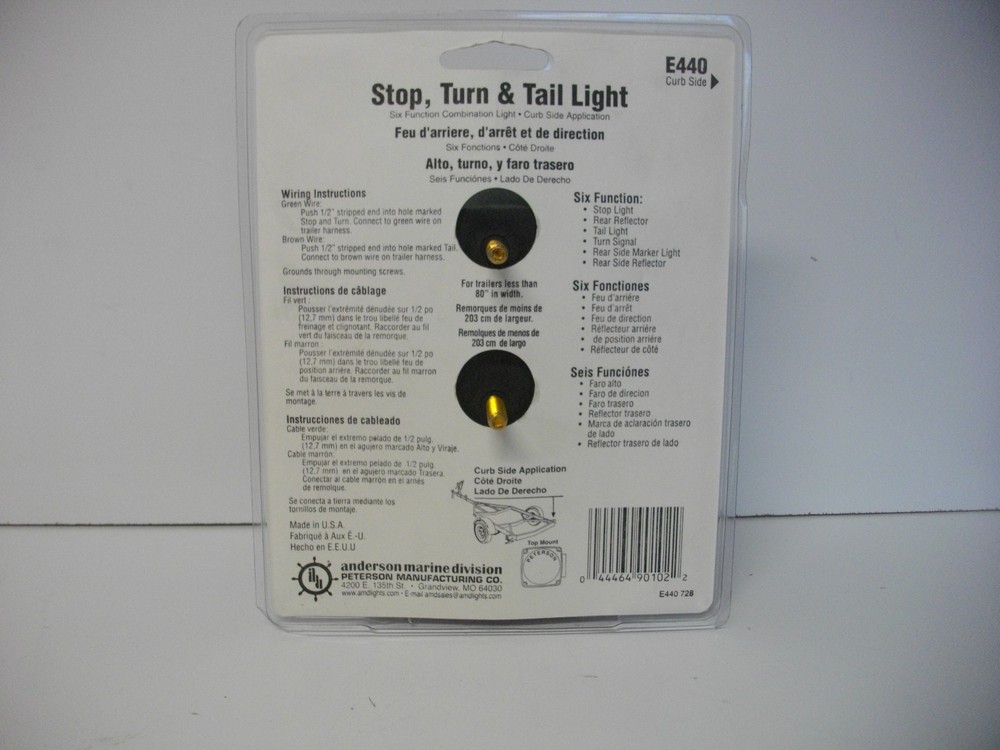 E440
Curb Side
Stop, Turn & Tail Light
Six Function Combination Light • Curb Side Application
Feu d'arriere, d'arrêt et de direction
Six Fonctions • Côté Droite
Alto, turno, y faro trasero
Seis Funciónes • Lado De Derecho
Wiring Instructions
Green Wire:
Push 1/2" stripped end into hole marked
Stop and Turn. Connect to green wire on
trailer harness.
Brown Wire:
Push 1/2" stripped end into hole marked Tail.
Connect to brown wire on trailer harness.
Grounds through mounting screws.
Instructions de câblage
Fil vert :
Pousser l'extrémité dénudée sur 1/2 po
(12,7 mm) dans le trou libellé feu de
freinage et clignotant. Raccorder au fil
vert du faisceau de la remorque.
Fil marron :
Pousser l'extrémité dénudée sur 1/2 po
(12,7 mm) dans le trou libellé feu de
position arrière. Raccorder au fil marron
du faisceau de la remorque.
Se met à la terre à travers les vis de
montage.
Instrucciones de cableado
Cable verde:
Empujar el extremo pelado de 1/2 pulg.
(12,7 mm) en el agujero marcado Alto y Viraje.
Cable marrón:
Empujar el extremo pelado de 1/2 pulg.
(12,7 mm) en el agujero marcado Trasera.
Conectar al cable marrón en el arnés
de remolque.
Se conecta a tierra mediante los
tornillos de montaje.
Made in U.S.A.
Fabriqué à Aux É.-U.
Hecho en E.E.U.U
For trailers less than
80" in width.
Remorques de moins de
203 cm de largeur.
Remolques de menos de
203 cm de largo
Six Function:
• Stop Light
• Rear Reflector
• Tail Light
• Turn Signal
• Rear Side Marker Light
• Rear Side Reflector
Six Fonctiones
• Feu d'arriére
• Feu d'arrêt
• Feu de direction
• Réflecteur arriére
• de position arriére
• Réflecteur de côté
Seis Funciónes
• Faro alto
• Faro de direcion
• Faro trasero
• Reflector trasero
• Marca de aclaración trasero
de lado
• Reflector trasero de lado
Curb Side Application
Côté Droite
Lado De Derecho
Top Mount
PETERSON
anderson marine division
PETERSON MANUFACTURING CO.
4200 E. 135th St. • Grandview, MO 64030
www.amdlights.com • E-mail amdsales@amdlights.com
0 44464 90102 2
E440 728